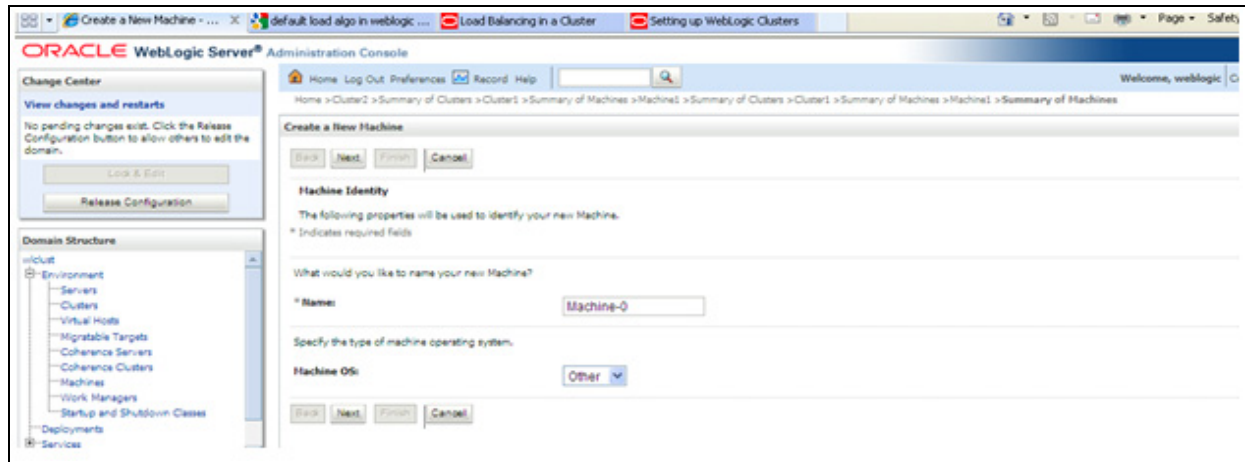 Create a New Machine - ... X
default load algo in weblogic ...
Load Balancing in a Cluster
Setting up WebLogic Clusters
Page
Safety
ORACLE WebLogic Server® Administration Console
Change Center
View changes and restarts
No pending changes exist. Click the Release
Configuration button to allow others to edit the
domain.
Lock & Edit
Release Configuration
Domain Structure
wlclust
Environment
Servers
Clusters
Virtual Hosts
Migratable Targets
Coherence Servers
Coherence Clusters
Machines
Work Managers
Startup and Shutdown Classes
Deployments
Services
Home Log Out Preferences Record Help
Welcome, weblogic
Home >Cluster2 >Summary of Clusters >Cluster1 >Summary of Machines >Machine1 >Summary of Clusters >Cluster1 >Summary of Machines >Machine1 >Summary of Machines
Create a New Machine
Back Next Finish Cancel
Machine Identity
The following properties will be used to identify your new Machine.
* Indicates required fields
What would you like to name your new Machine?
* Name: Machine-0
Specify the type of machine operating system.
Machine OS: Other
Back Next Finish Cancel